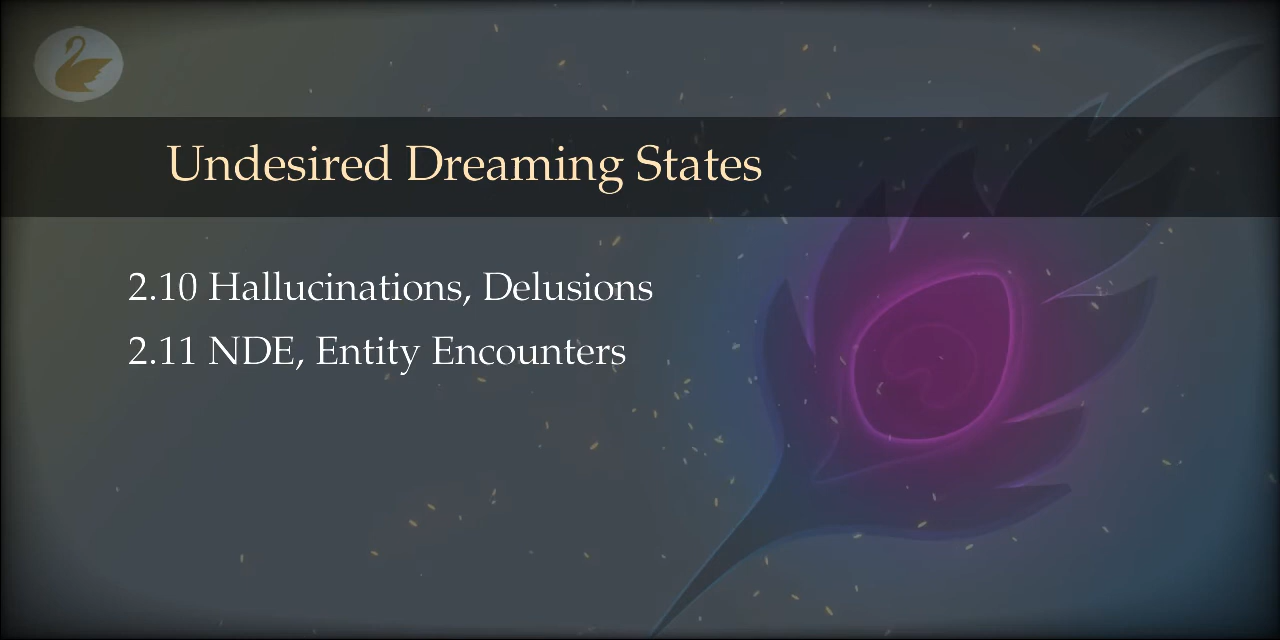 Undesired Dreaming States
2.10 Hallucinations, Delusions
2.11 NDE, Entity Encounters